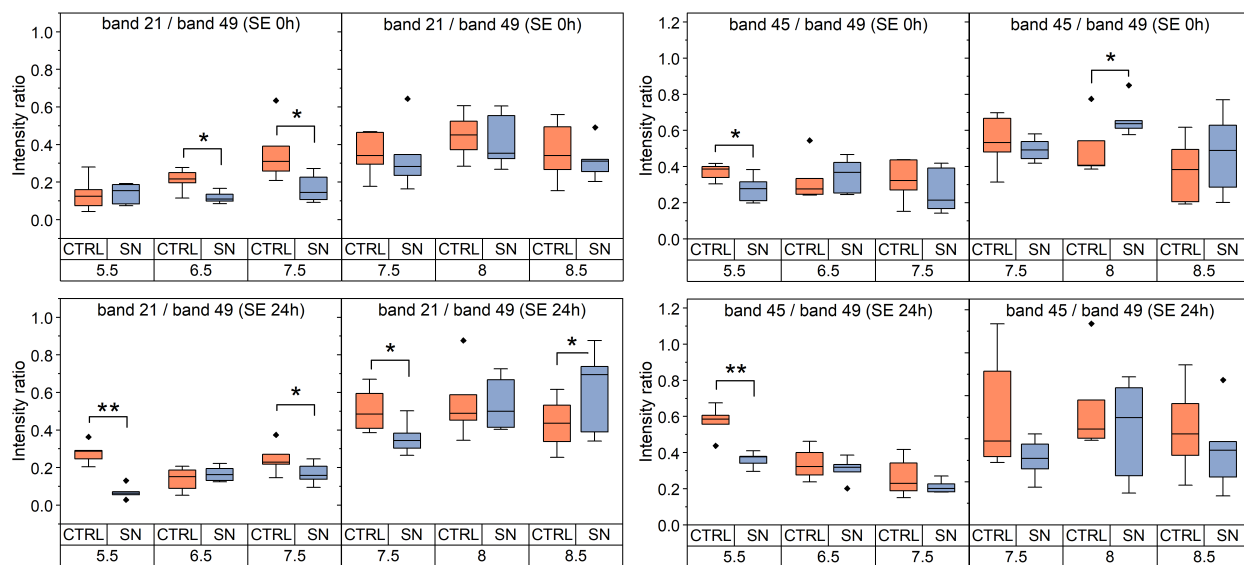 band 21 / band 49 (SE 0h)
band 21 / band 49 (SE 0h)
Intensity ratio
1.0
0.8
0.6
0.4
0.2
0.0
*
*
CTRL SN CTRL SN CTRL SN CTRL SN CTRL SN CTRL SN
5.5 6.5 7.5 7.5 8 8.5
band 45 / band 49 (SE 0h)
band 45 / band 49 (SE 0h)
Intensity ratio
1.2
1.0
0.8
0.6
0.4
0.2
0.0
*
*
CTRL SN CTRL SN CTRL SN CTRL SN CTRL SN CTRL SN
5.5 6.5 7.5 7.5 8 8.5
band 21 / band 49 (SE 24h)
band 21 / band 49 (SE 24h)
Intensity ratio
1.0
0.8
0.6
0.4
0.2
0.0
**
*
*
*
CTRL SN CTRL SN CTRL SN CTRL SN CTRL SN CTRL SN
5.5 6.5 7.5 7.5 8 8.5
band 45 / band 49 (SE 24h)
band 45 / band 49 (SE 24h)
Intensity ratio
1.2
1.0
0.8
0.6
0.4
0.2
0.0
**
CTRL SN CTRL SN CTRL SN CTRL SN CTRL SN CTRL SN
5.5 6.5 7.5 7.5 8 8.5